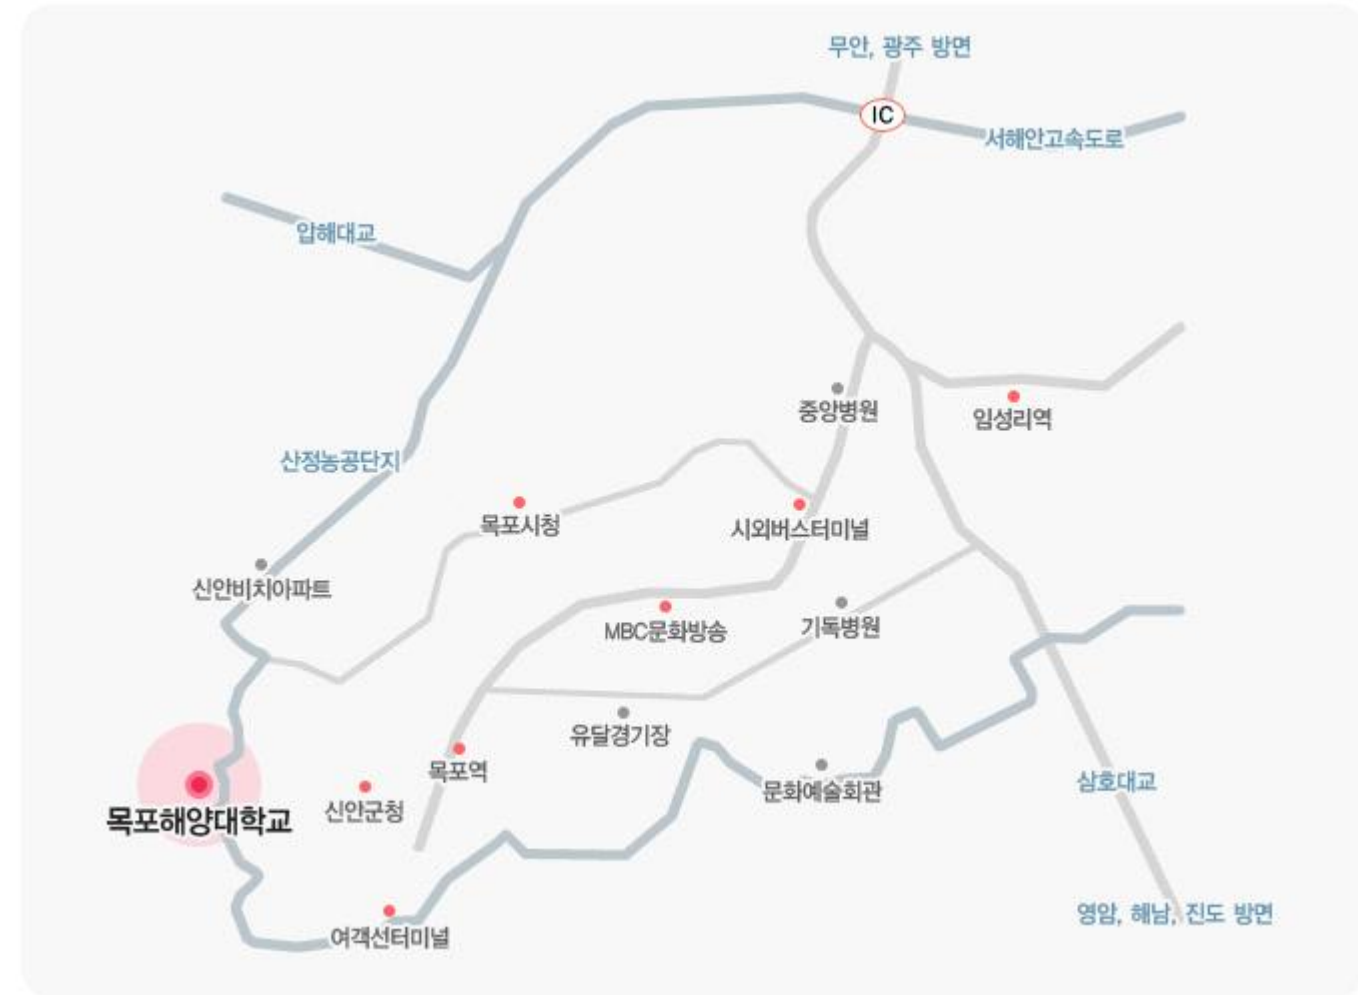 무안, 광주 방면
IC
서해안고속도로
압해대교
중앙병원
임성리역
산정농공단지
목포시청
시외버스터미널
신안비치아파트
MBC문화방송
기독병원
유달경기장
목포역
문화예술회관
삼호대교
신안군청
목포해양대학교
영암, 해남, 진도 방면
여객선터미널